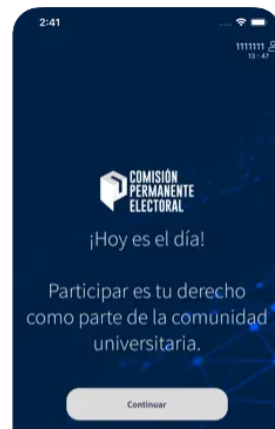 2:41
1111111
13 : 47
COMISIÓN
PERMANENTE
ELECTORAL
¡Hoy es el día!
Participar es tu derecho
como parte de la comunidad
universitaria.
Continuar